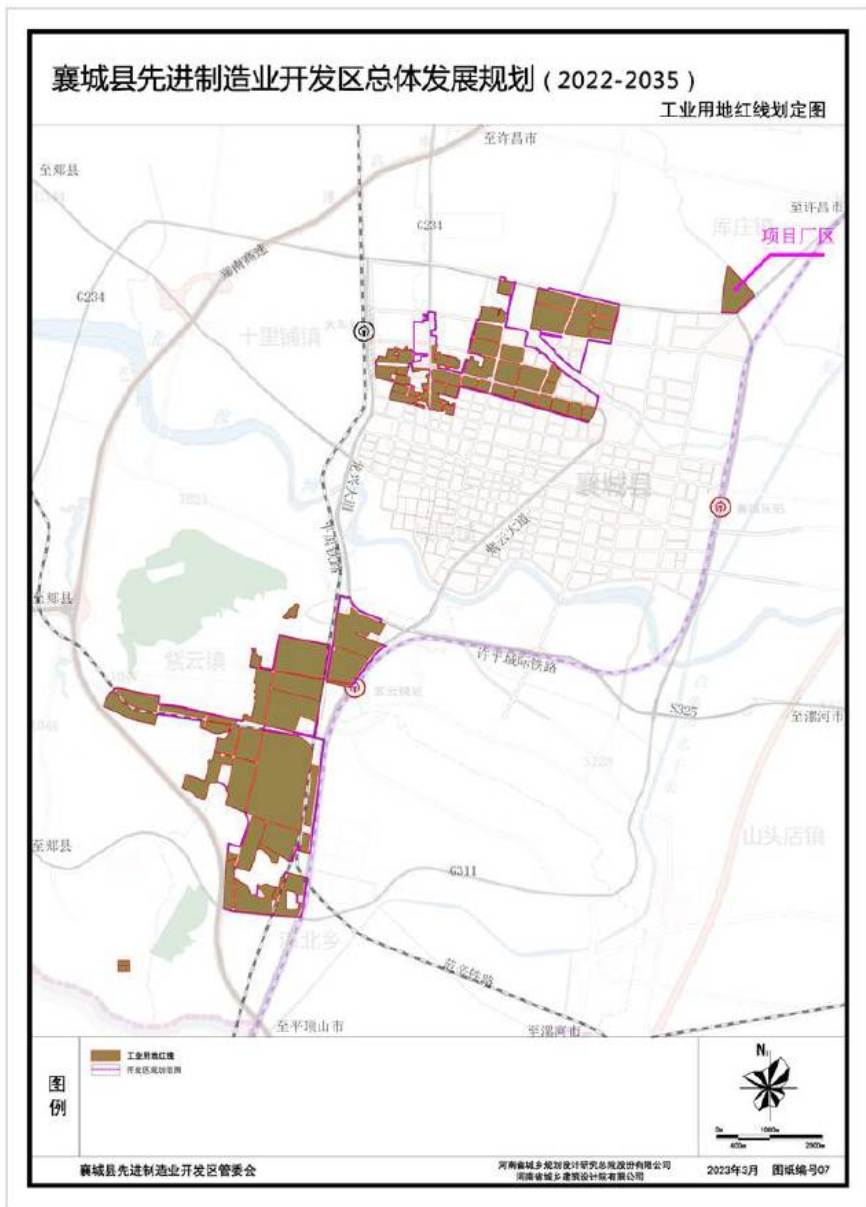 襄城县先进制造业开发区总体发展规划（2022-2035）
工业用地红线划定图
至许昌市
至郏县
至许昌市
G234
库庄镇
项目厂区
G234
十里铺镇
龙兴大道
襄城县
紫云大道
至郏县
紫云镇
许平城际铁路
S325
至漯河市
山头店镇
至郏县
G311
至平顶山市
至漯河市
图例
工业用地红线
开发区规划范围
N
0m 1000m
400m 2000m
襄城县先进制造业开发区管委会
河南省城乡规划设计研究总院股份有限公司
河南省城乡建筑设计院有限公司
2023年3月 图纸编号07